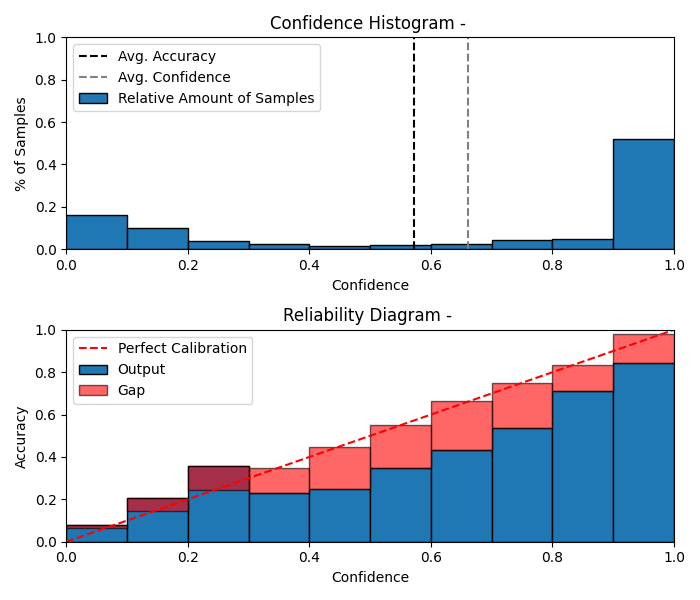 Confidence Histogram -
1.0
0.8
0.6
0.4
0.2
0.0
% of Samples
Avg. Accuracy
Avg. Confidence
Relative Amount of Samples
0.0 0.2 0.4 0.6 0.8 1.0
Confidence
Reliability Diagram -
1.0
0.8
0.6
0.4
0.2
0.0
Accuracy
Perfect Calibration
Output
Gap
0.0 0.2 0.4 0.6 0.8 1.0
Confidence